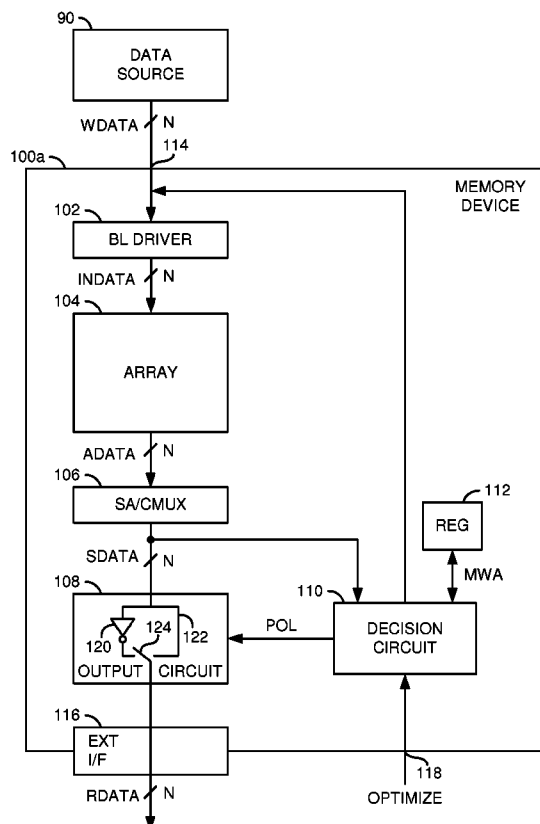 90
DATA
SOURCE
WDATA
N
114
100a
MEMORY
DEVICE
102
BL DRIVER
INDATA
N
104
ARRAY
ADATA
N
106
SA/CMUX
112
REG
SDATA
N
MWA
108
110
120
124
122
POL
DECISION
CIRCUIT
OUTPUT CIRCUIT
116
EXT
I/F
118
RDATA
N
OPTIMIZE